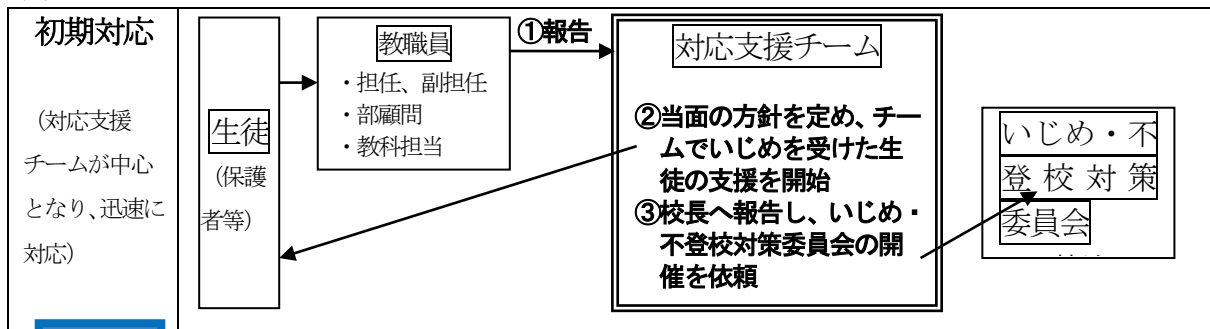 初期対応
(対応支援
チームが中心
となり、迅速に
対応)
生徒
(保護
者等)
教職員
・担任、副担任
・部顧問
・教科担当
①報告
対応支援チーム
②当面の方針を定め、チー
ムでいじめを受けた生
徒の支援を開始
③校長へ報告し、いじめ・
不登校対策委員会の開
催を依頼
いじめ・不
登校対策
委員会